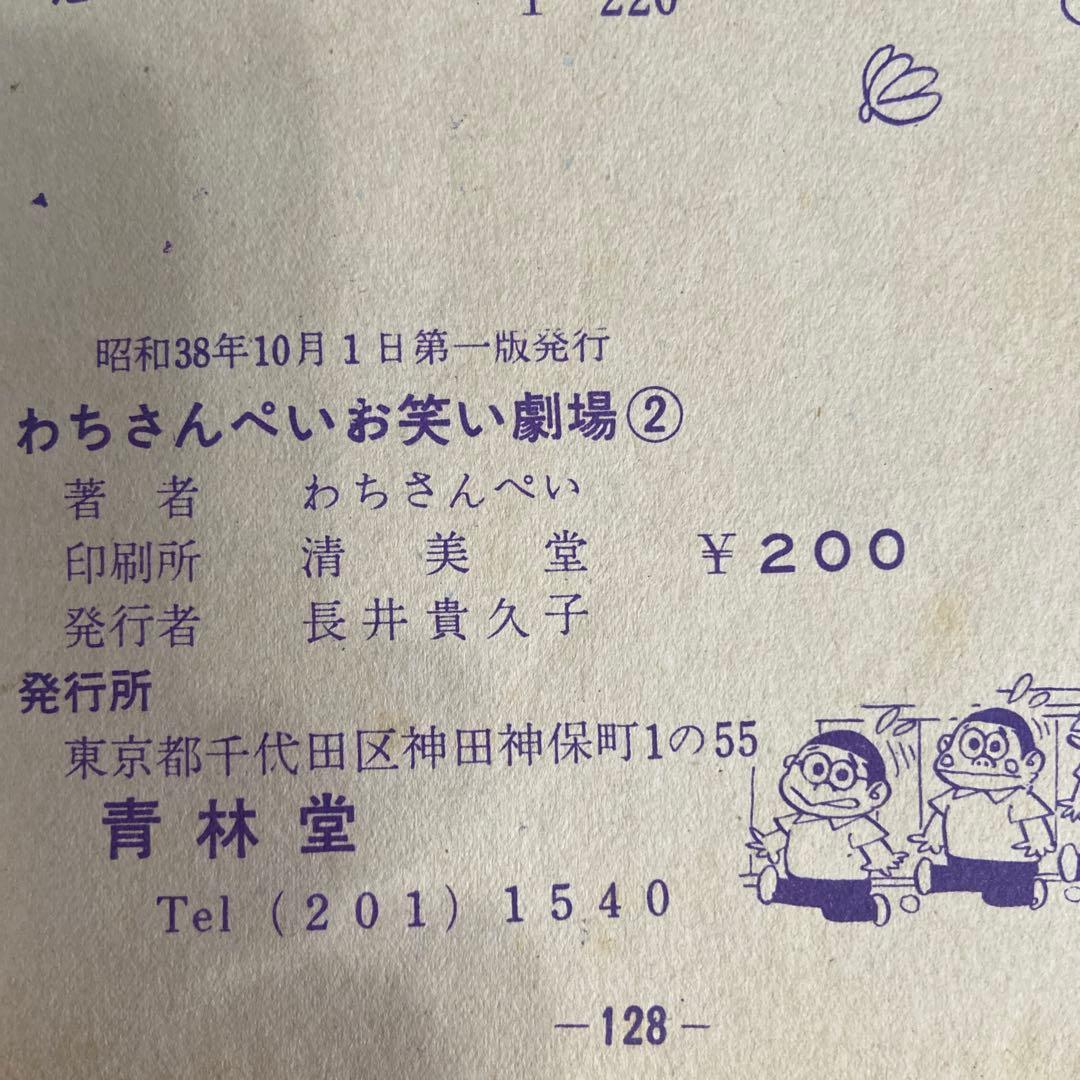 1 220
昭和38年10月1日第一版発行
わちさんぺいお笑い劇場②
著 者 わちさんぺい
印刷所 清 美 堂 ￥200
発行者 長井貴久子
発行所
東京都千代田区神田神保町1の55
青林堂
Tel (201) 1540
—128—